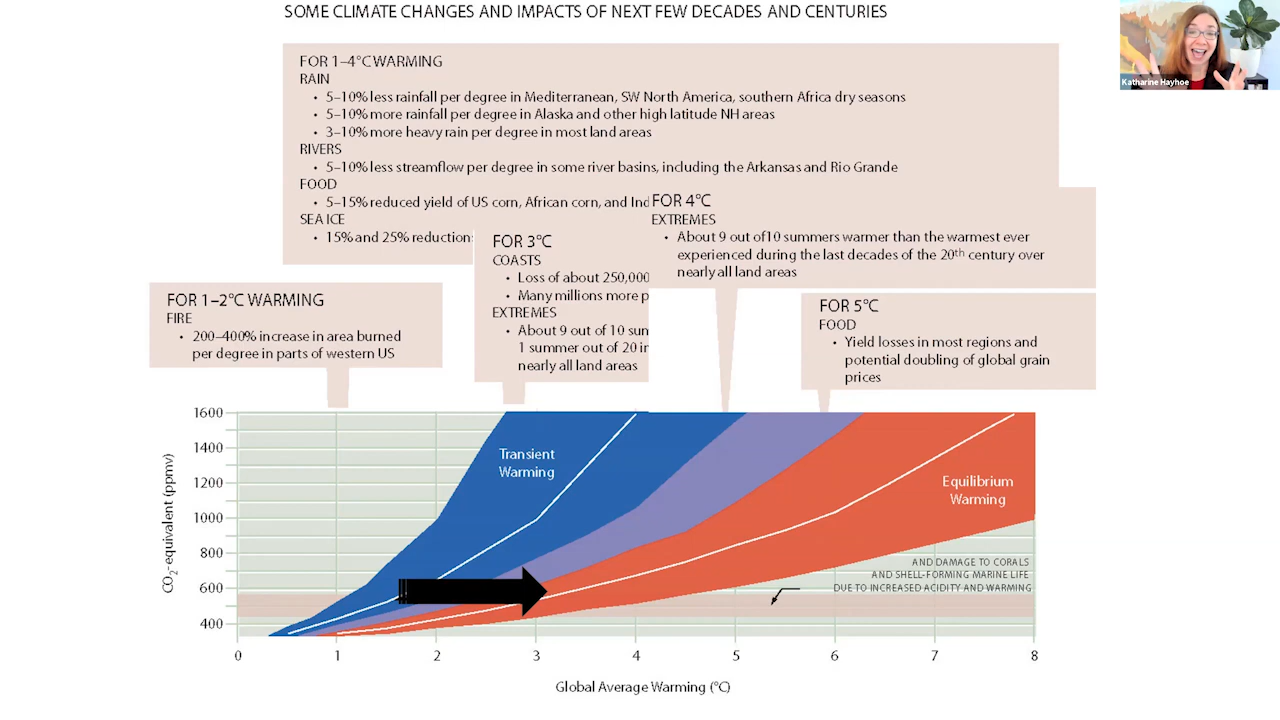 SOME CLIMATE CHANGES AND IMPACTS OF NEXT FEW DECADES AND CENTURIES
Katharine Hayhoe
FOR 1–4°C WARMING
RAIN
• 5–10% less rainfall per degree in Mediterranean, SW North America, southern Africa dry seasons
• 5–10% more rainfall per degree in Alaska and other high latitude NH areas
• 3–10% more heavy rain per degree in most land areas
RIVERS
• 5–10% less streamflow per degree in some river basins, including the Arkansas and Rio Grande
FOOD
• 5–15% reduced yield of US corn, African corn, and Ind
SEA ICE
• 15% and 25% reduction
FOR 4°C
EXTREMES
• About 9 out of10 summers warmer than the warmest ever
experienced during the last decades of the 20th century over
nearly all land areas
FOR 3°C
COASTS
• Loss of about 250,000
• Many millions more p
EXTREMES
• About 9 out of 10 sun
1 summer out of 20 in
nearly all land areas
FOR 1–2°C WARMING
FIRE
• 200–400% increase in area burned
per degree in parts of western US
FOR 5°C
FOOD
• Yield losses in most regions and
potential doubling of global grain
prices
CO2-equivalent (ppmv)
1600
1400
1200
1000
800
600
400
Transient
Warming
Equilibrium
Warming
AND DAMAGE TO CORALS
AND SHELL-FORMING MARINE LIFE
DUE TO INCREASED ACIDITY AND WARMING
0 1 2 3 4 5 6 7 8
Global Average Warming (°C)